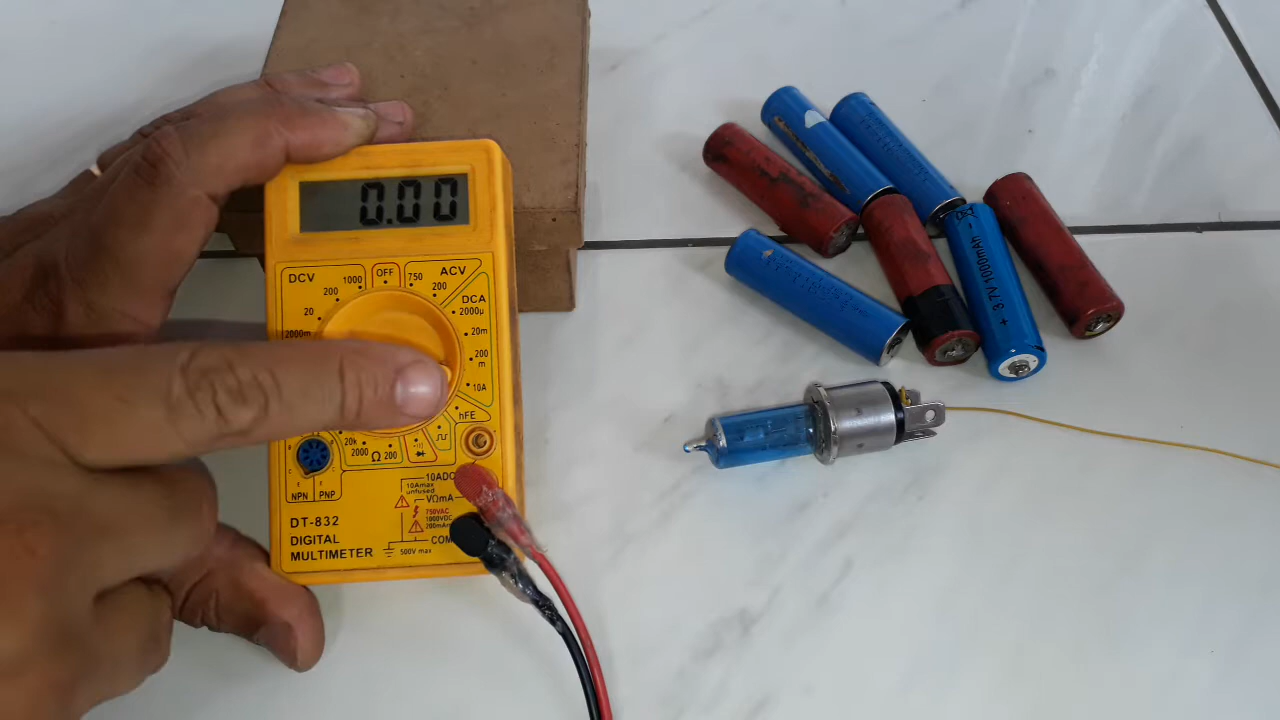 0.00
DCV
1000
OFF
750
ACV
200
200
20
2000m
DCA
2000µ
20m
200
m
10A
hFE
20k
2000
Ω
200
NPN
PNP
10ADC
10Amax
unfused
VΩmA
750VAC
1000VDC
200mA
COM
500V max
DT-832
DIGITAL
MULTIMETER
+ 3.7V 1000mAh -